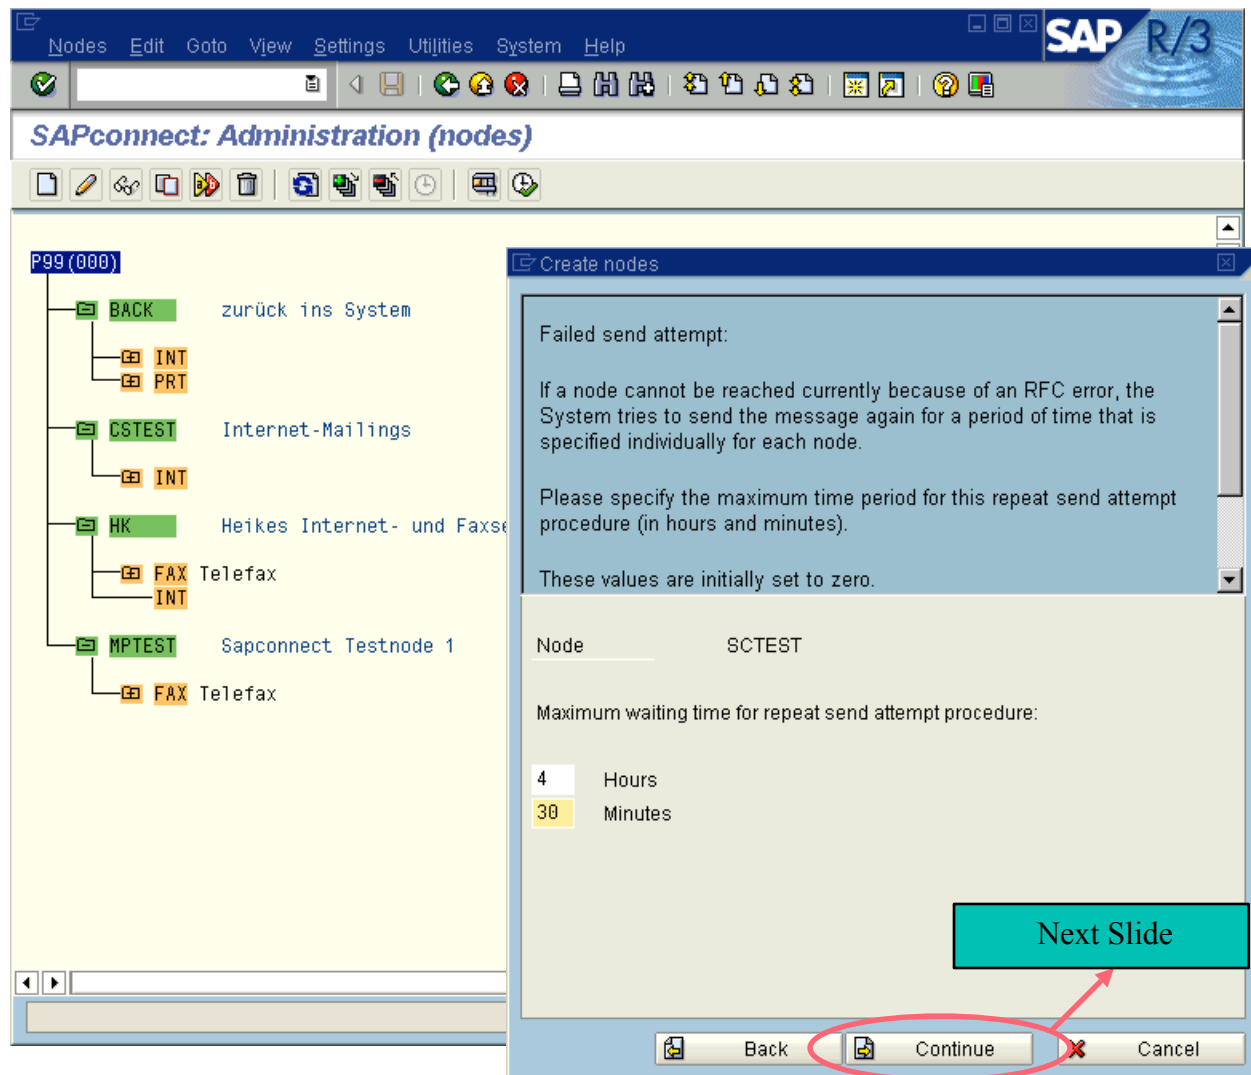 Nodes Edit Goto View Settings Utilities System Help
SAP R/3
SAPconnect: Administration (nodes)
P99(000)
BACK zurück ins System
INT
PRT
CSTEST Internet-Mailings
INT
HK Heikes Internet- und Faxse
FAX Telefax
INT
MPTEST Sapconnect Testnode 1
FAX Telefax
Create nodes
Failed send attempt:
If a node cannot be reached currently because of an RFC error, the
System tries to send the message again for a period of time that is
specified individually for each node.
Please specify the maximum time period for this repeat send attempt
procedure (in hours and minutes).
These values are initially set to zero.
Node SCTEST
Maximum waiting time for repeat send attempt procedure:
4 Hours
30 Minutes
Next Slide
Back Continue Cancel